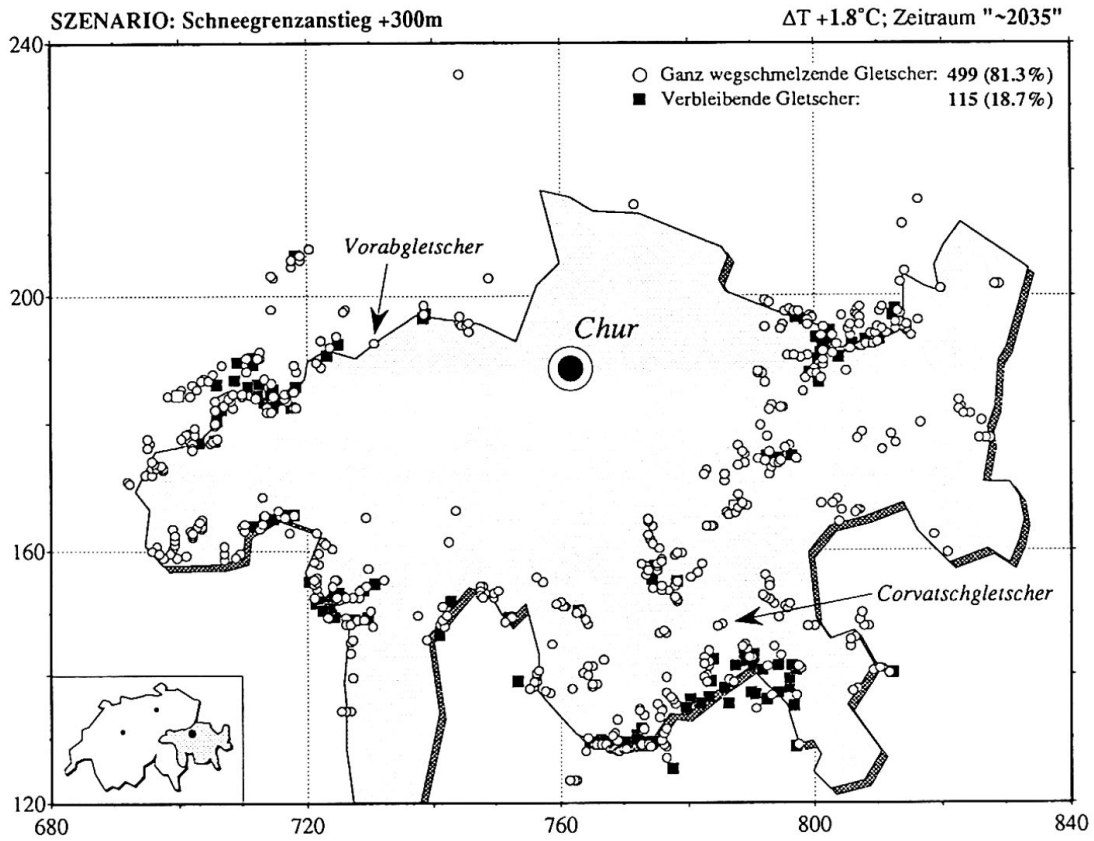 SZENARIO: Schneegrenzanstieg +300m
ΔT +1.8°C; Zeitraum "~2035"
240
Ganz wegschmelzende Gletscher: 499 (81.3%)
Verbleibende Gletscher: 115 (18.7%)
Vorabgletscher
200
Chur
160
Corvatschgletscher
120
680
720
760
800
840